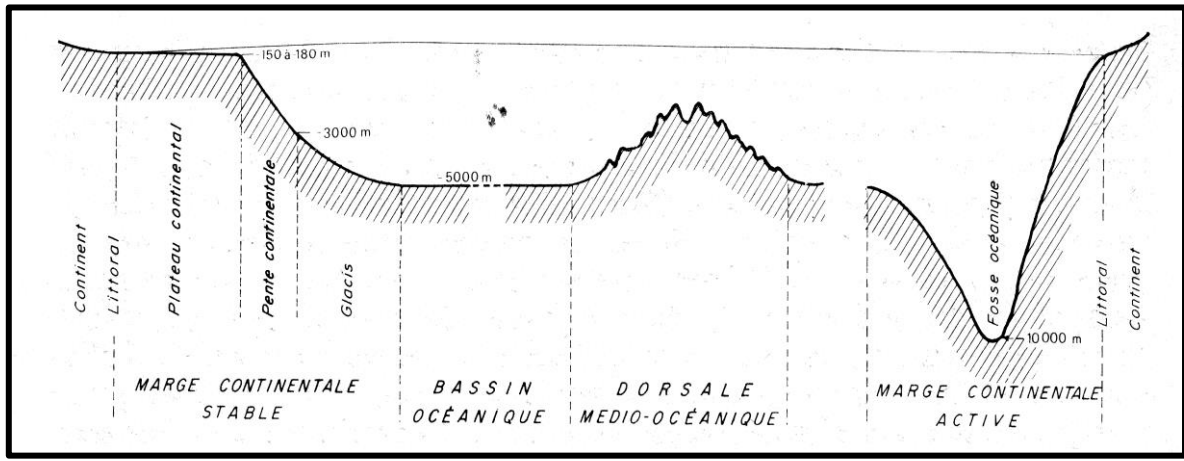 -150 à -180 m
-3000 m
-5000 m
-10000 m
Continent
Littoral
Plateau continental
Pente continentale
Glacis
Fosse océanique
Littoral
Continent
MARGE CONTINENTALE
STABLE
BASSIN
OCÉANIQUE
DORSALE
MEDIO-OCÉANIQUE
MARGE CONTINENTALE
ACTIVE